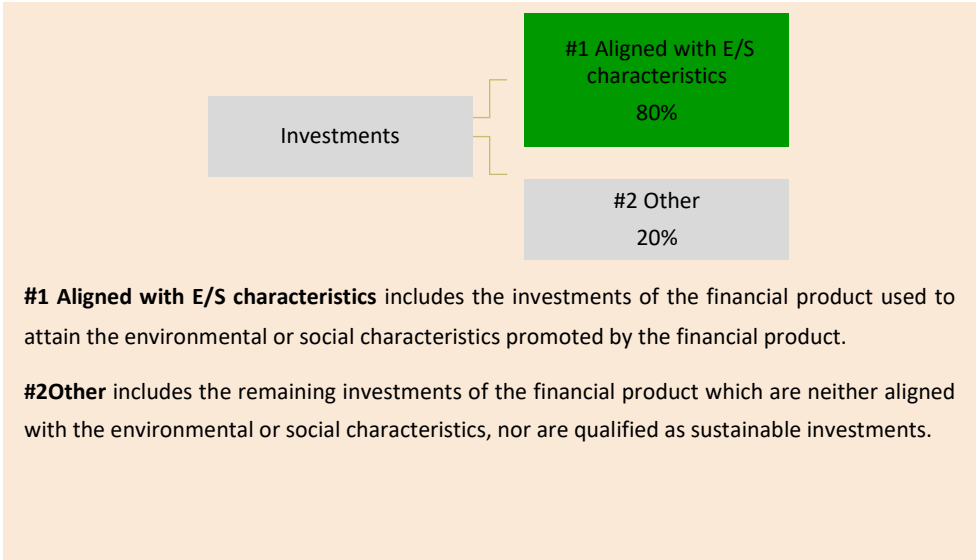 #1 Aligned with E/S
characteristics
80%
Investments
#2 Other
20%
#1 Aligned with E/S characteristics includes the investments of the financial product used to
attain the environmental or social characteristics promoted by the financial product.
#2Other includes the remaining investments of the financial product which are neither aligned
with the environmental or social characteristics, nor are qualified as sustainable investments.